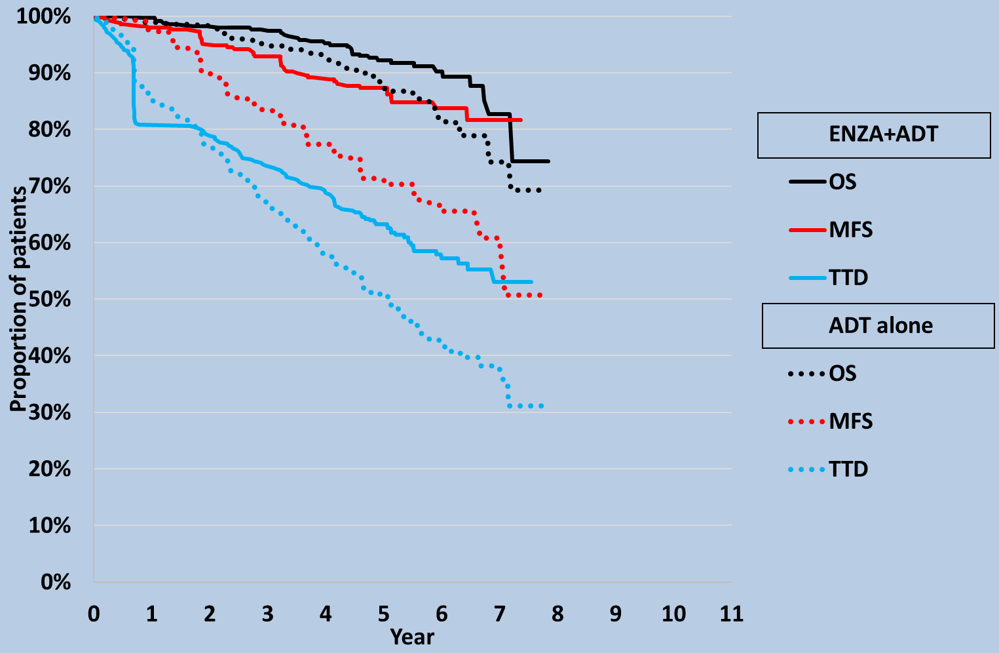 100%
90%
80%
70%
60%
50%
40%
30%
20%
10%
0%
Proportion of patients
0 1 2 3 4 5 6 7 8 9 10 11
Year
ENZA+ADT
OS
MFS
TTD
ADT alone
OS
MFS
TTD